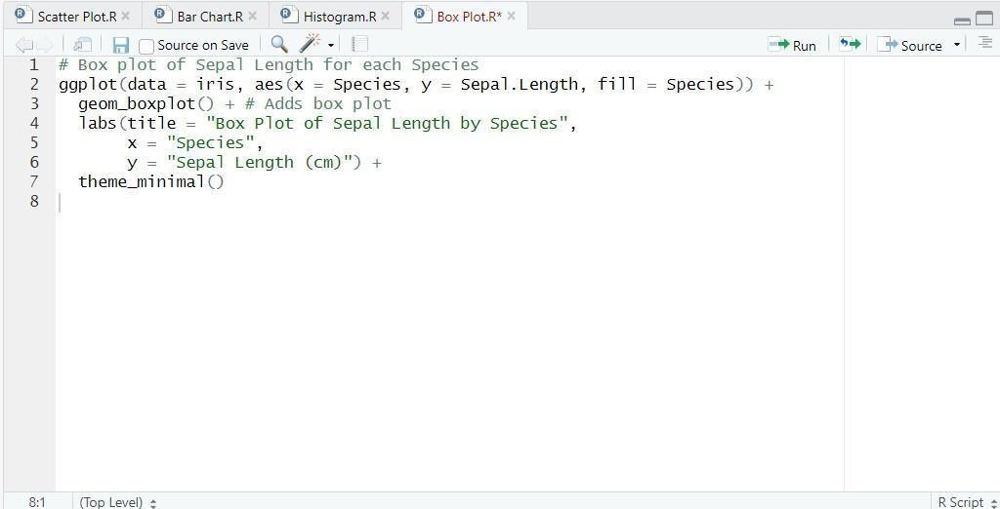 Scatter Plot.R Bar Chart.R Histogram.R Box Plot.R*
Source on Save Run Source
1 # Box plot of Sepal Length for each Species
2 ggplot(data = iris, aes(x = Species, y = Sepal.Length, fill = Species)) +
3   geom_boxplot() + # Adds box plot
4   labs(title = "Box Plot of Sepal Length by Species",
5        x = "Species",
6        y = "Sepal Length (cm)") +
7   theme_minimal()
8
8:1 (Top Level) R Script